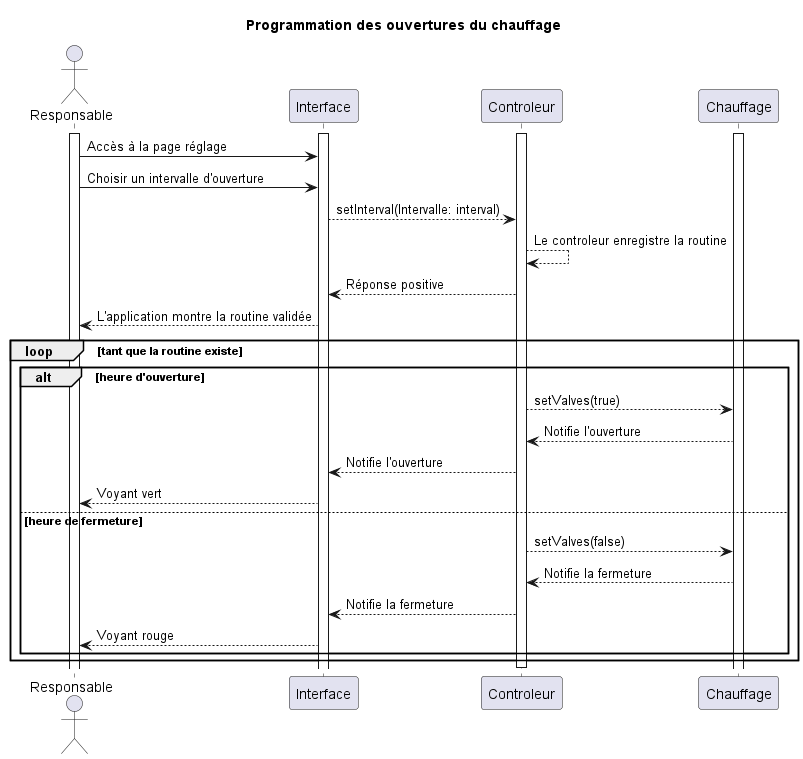 Programmation des ouvertures du chauffage
Responsable
Interface
Controleur
Chauffage
Accès à la page réglage
Choisir un intervalle d'ouverture
setInterval(Intervalle: interval)
Le controleur enregistre la routine
Réponse positive
L'application montre la routine validée
loop [tant que la routine existe]
alt [heure d'ouverture]
setValves(true)
Notifie l'ouverture
Notifie l'ouverture
Voyant vert
[heure de fermeture]
setValves(false)
Notifie la fermeture
Notifie la fermeture
Voyant rouge
Responsable
Interface
Controleur
Chauffage